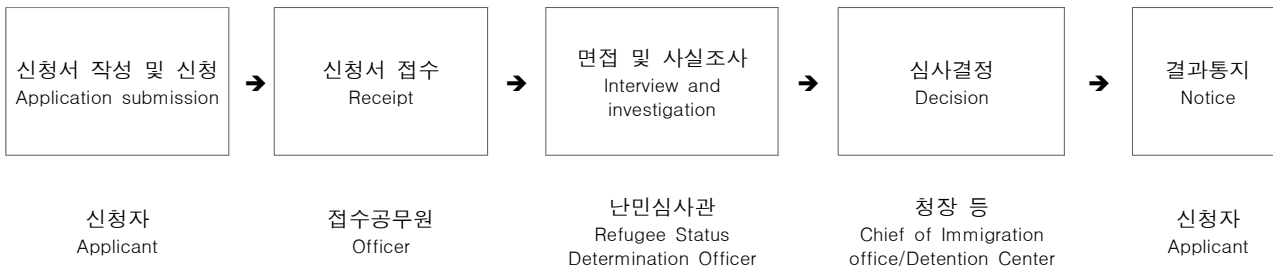 신청서 작성 및 신청
Application submission
➔
신청서 접수
Receipt
➔
면접 및 사실조사
Interview and
investigation
➔
심사결정
Decision
➔
결과통지
Notice
신청자
Applicant
접수공무원
Officer
난민심사관
Refugee Status
Determination Officer
청장 등
Chief of Immigration
office/Detention Center
신청자
Applicant